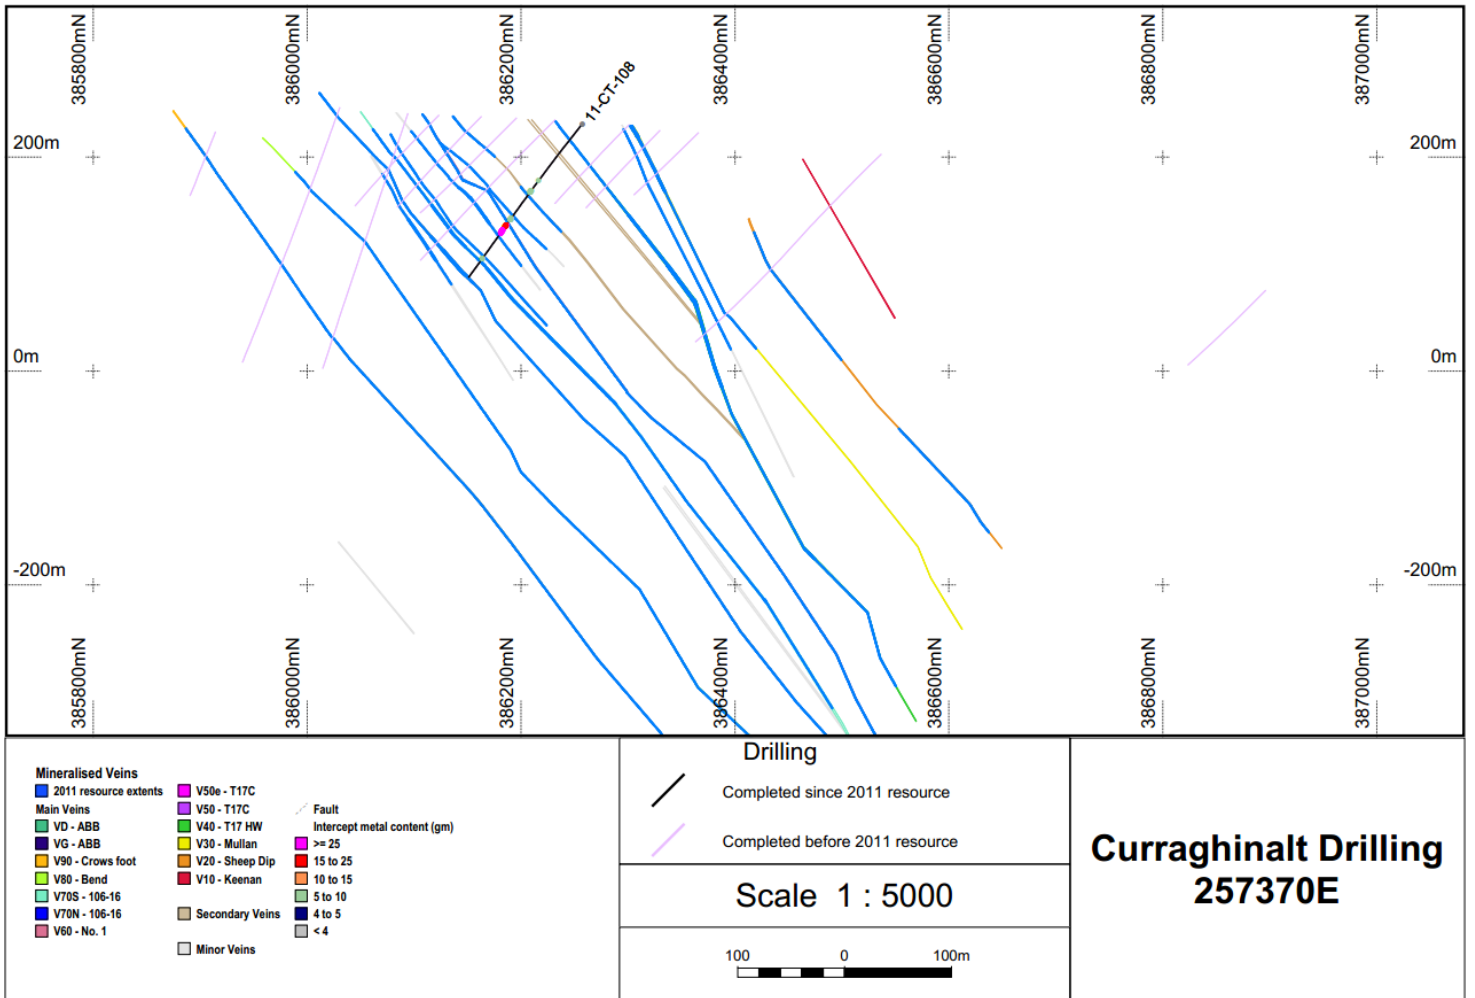 385800mN
386000mN
386200mN
386400mN
386600mN
386800mN
387000mN
11-CT-108
200m
200m
0m
0m
-200m
-200m
385800mN
386000mN
386200mN
386400mN
386600mN
386800mN
387000mN
Mineralised Veins
2011 resource extents
Main Veins
VD - ABB
VG - ABB
V90 - Crows foot
V80 - Bend
V70S - 106-16
V70N - 106-16
V60 - No. 1
V50e - T17C
V50 - T17C
V40 - T17 HW
V30 - Mullan
V20 - Sheep Dip
V10 - Keenan
Secondary Veins
Minor Veins
Fault
Intercept metal content (gm)
>= 25
15 to 25
10 to 15
5 to 10
4 to 5
< 4
Drilling
Completed since 2011 resource
Completed before 2011 resource
Scale 1 : 5000
100 0 100m
Curraghinalt Drilling
257370E